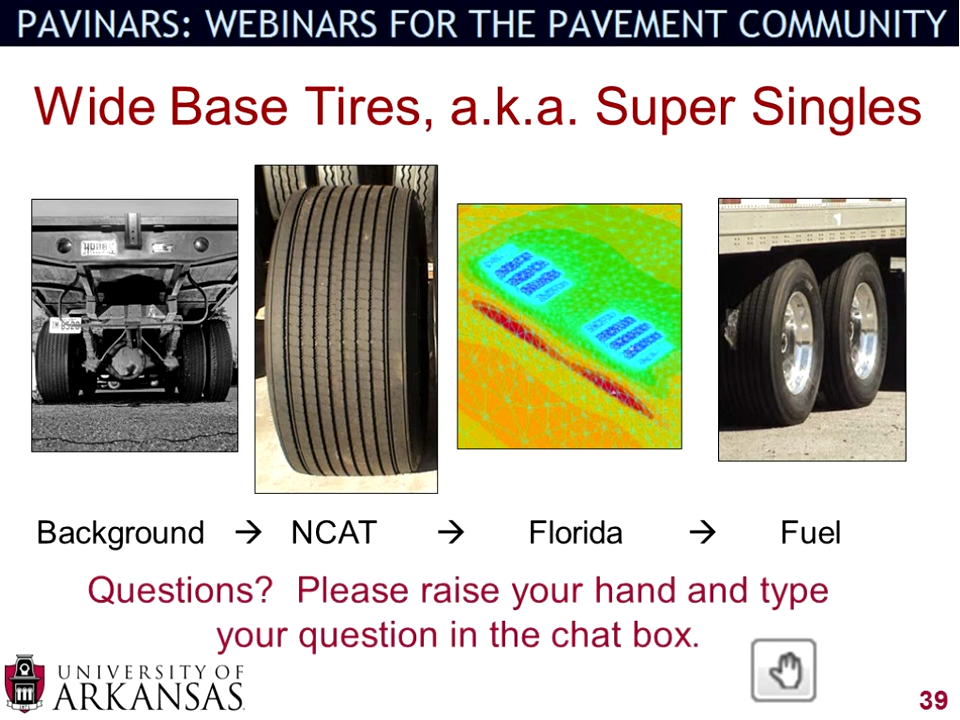 PAVINARS: WEBINARS FOR THE PAVEMENT COMMUNITY
Wide Base Tires, a.k.a. Super Singles
Background → NCAT → Florida → Fuel
Questions? Please raise your hand and type
your question in the chat box.
UNIVERSITY OF
ARKANSAS
39